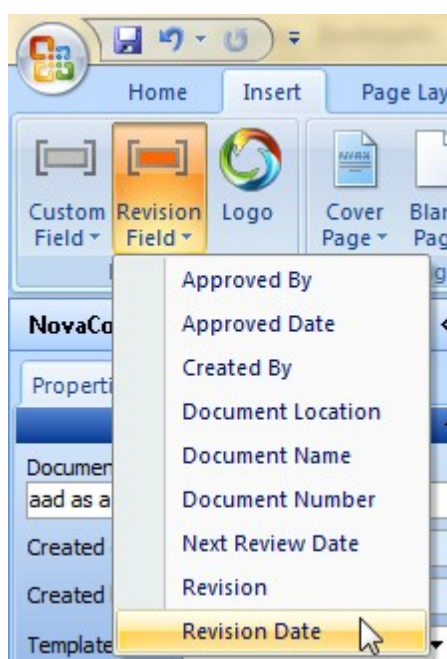 Home Insert Page Lay
Custom Field Revision Field Logo Cover Page Blan Pag
Approved By
Approved Date
Created By
Document Location
Document Name
Document Number
Next Review Date
Revision
Revision Date
NovaCo
Properti
Documen
aad as a
Created
Created
Template